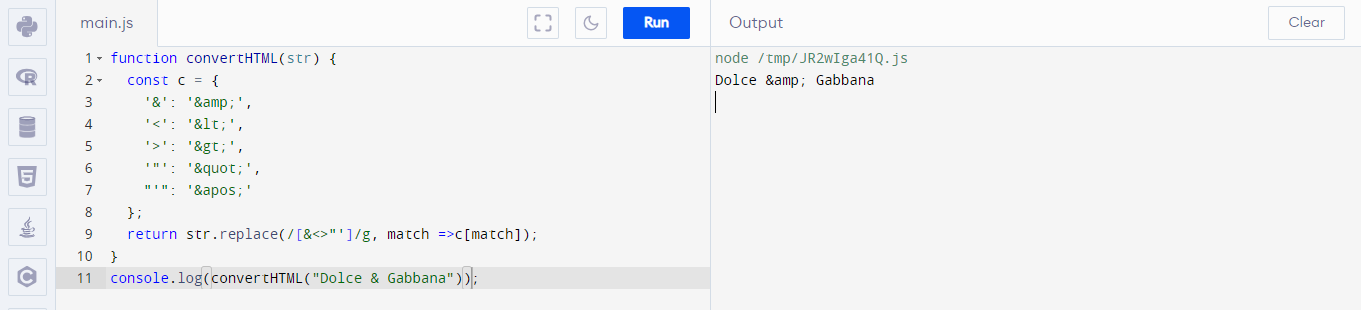 main.js
Run
Output
Clear
1 function convertHTML(str) {
2 const c = {
3 '&': '&amp;',
4 '<': '&lt;',
5 '>': '&gt;',
6 '"': '&quot;',
7 "'": '&apos;'
8 };
9 return str.replace(/[&<>"']/g, match =>c[match]);
10 }
11 console.log(convertHTML("Dolce & Gabbana"));
node /tmp/JR2wIga41Q.js
Dolce &amp; Gabbana